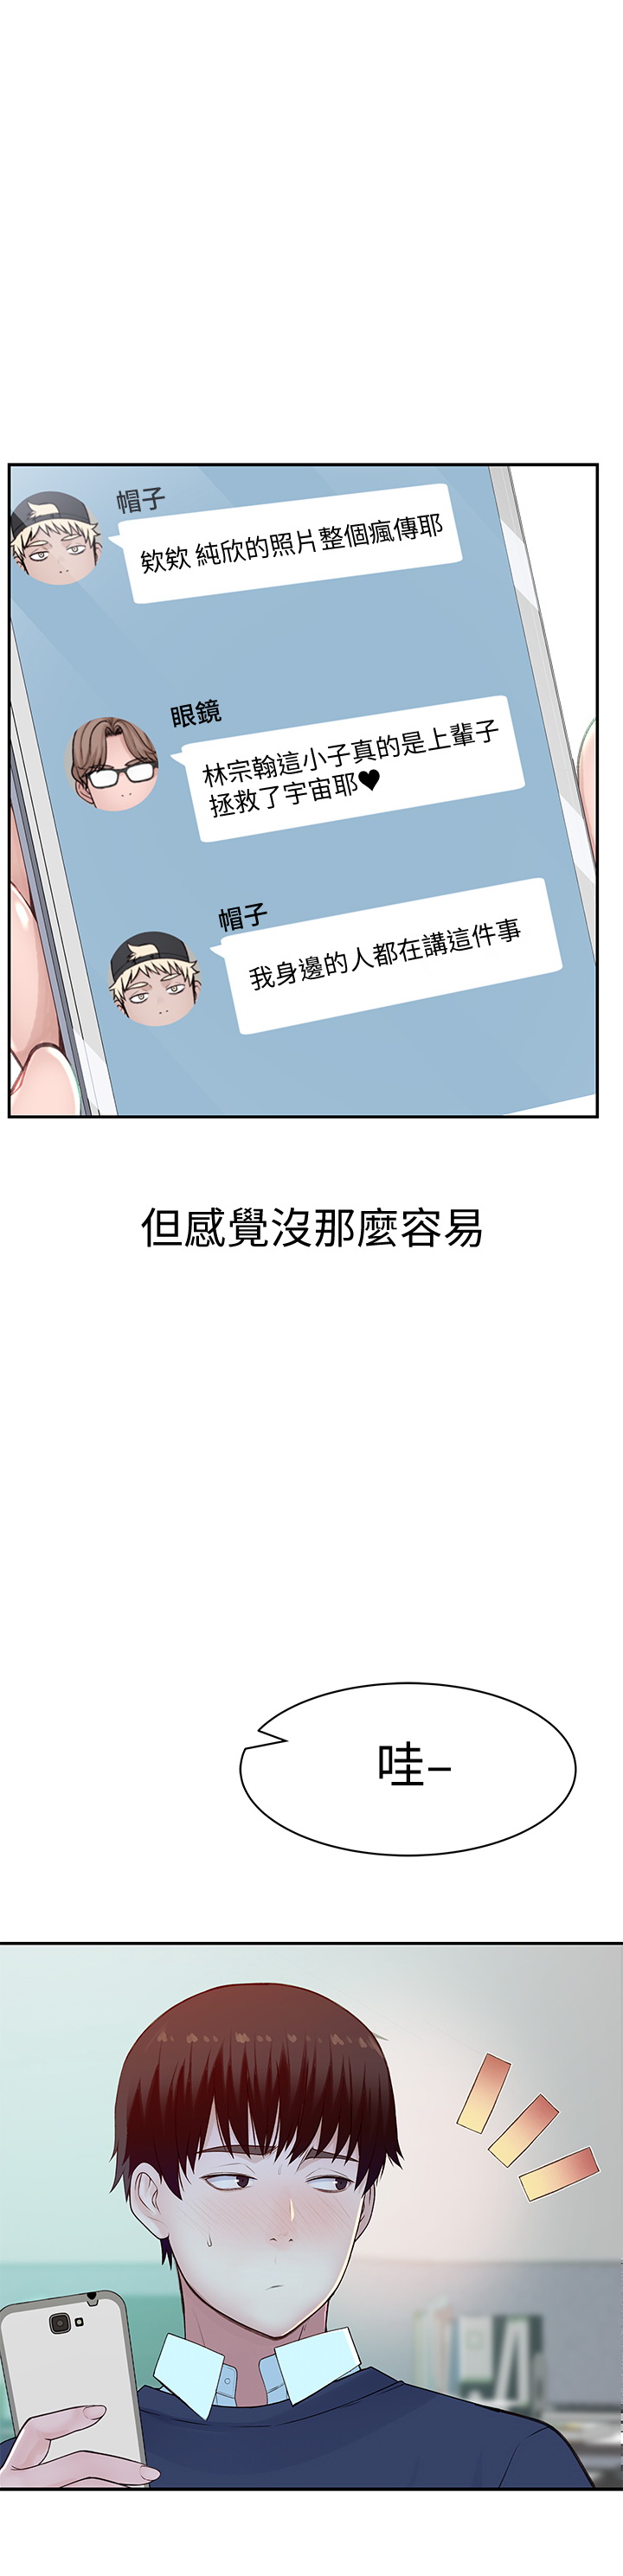 帽子
欸欸 純欣的照片整個瘋傳耶
眼鏡
林宗翰這小子真的是上輩子
拯救了宇宙耶♥
帽子
我身邊的人都在講這件事
但感覺沒那麼容易
哇–